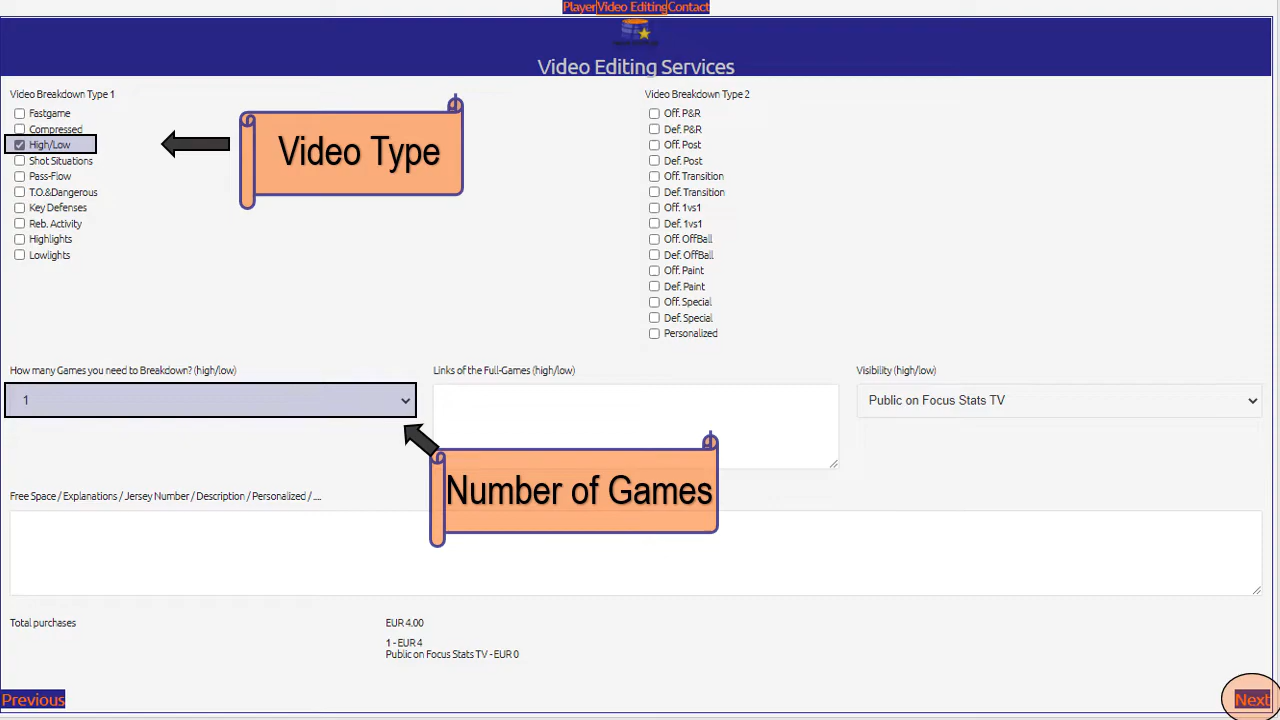 Player Video Editing Contact
Video Editing Services
Video Breakdown Type 1
Fastgame
Compressed
High/Low
Shot Situations
Pass-Flow
T.O.&Dangerous
Key Defenses
Reb. Activity
Highlights
Lowlights
Video Type
Video Breakdown Type 2
Off. P&R
Def. P&R
Off. Post
Def. Post
Off. Transition
Def. Transition
Off. 1vs1
Def. 1vs1
Off. OffBall
Def. OffBall
Off. Paint
Def. Paint
Off. Special
Def. Special
Personalized
How many Games you need to Breakdown? (high/low)
1
Links of the Full-Games (high/low)
Visibility (high/low)
Public on Focus Stats TV
Number of Games
Free Space / Explanations / Jersey Number / Description / Personalized / ....
Total purchases
EUR 4.00
1 - EUR 4
Public on Focus Stats TV - EUR 0
Previous
Next